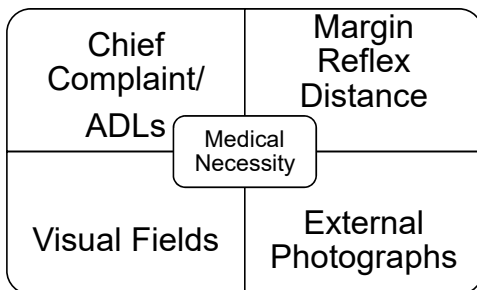 Chief
Complaint/
ADLs
Margin
Reflex
Distance
Medical
Necessity
Visual Fields
External
Photographs